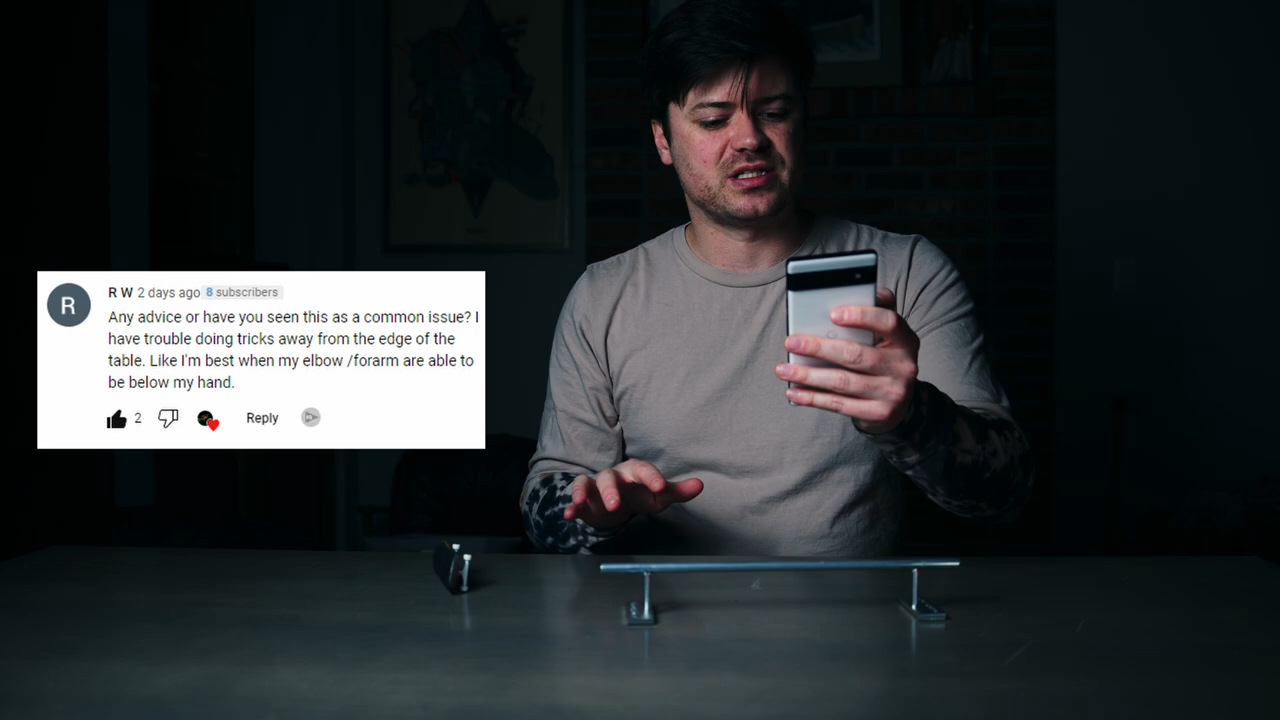 R
R W 2 days ago 8 subscribers
Any advice or have you seen this as a common issue? I
have trouble doing tricks away from the edge of the
table. Like I'm best when my elbow /forarm are able to
be below my hand.
2 Reply